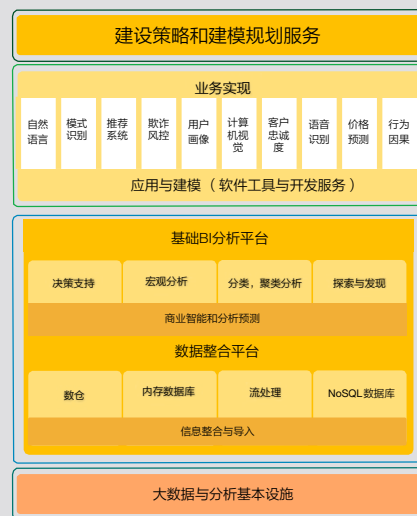 建设策略和建模规划服务
业务实现
自然语言
模式识别
推荐系统
欺诈风控
用户画像
计算机视觉
客户忠诚度
语音识别
价格预测
行为因果
应用与建模（软件工具与开发服务）
基础BI分析平台
决策支持
宏观分析
分类，聚类分析
探索与发现
商业智能和分析预测
数据整合平台
数仓
内存数据库
流处理
NoSQL数据库
信息整合与导入
大数据与分析基本设施